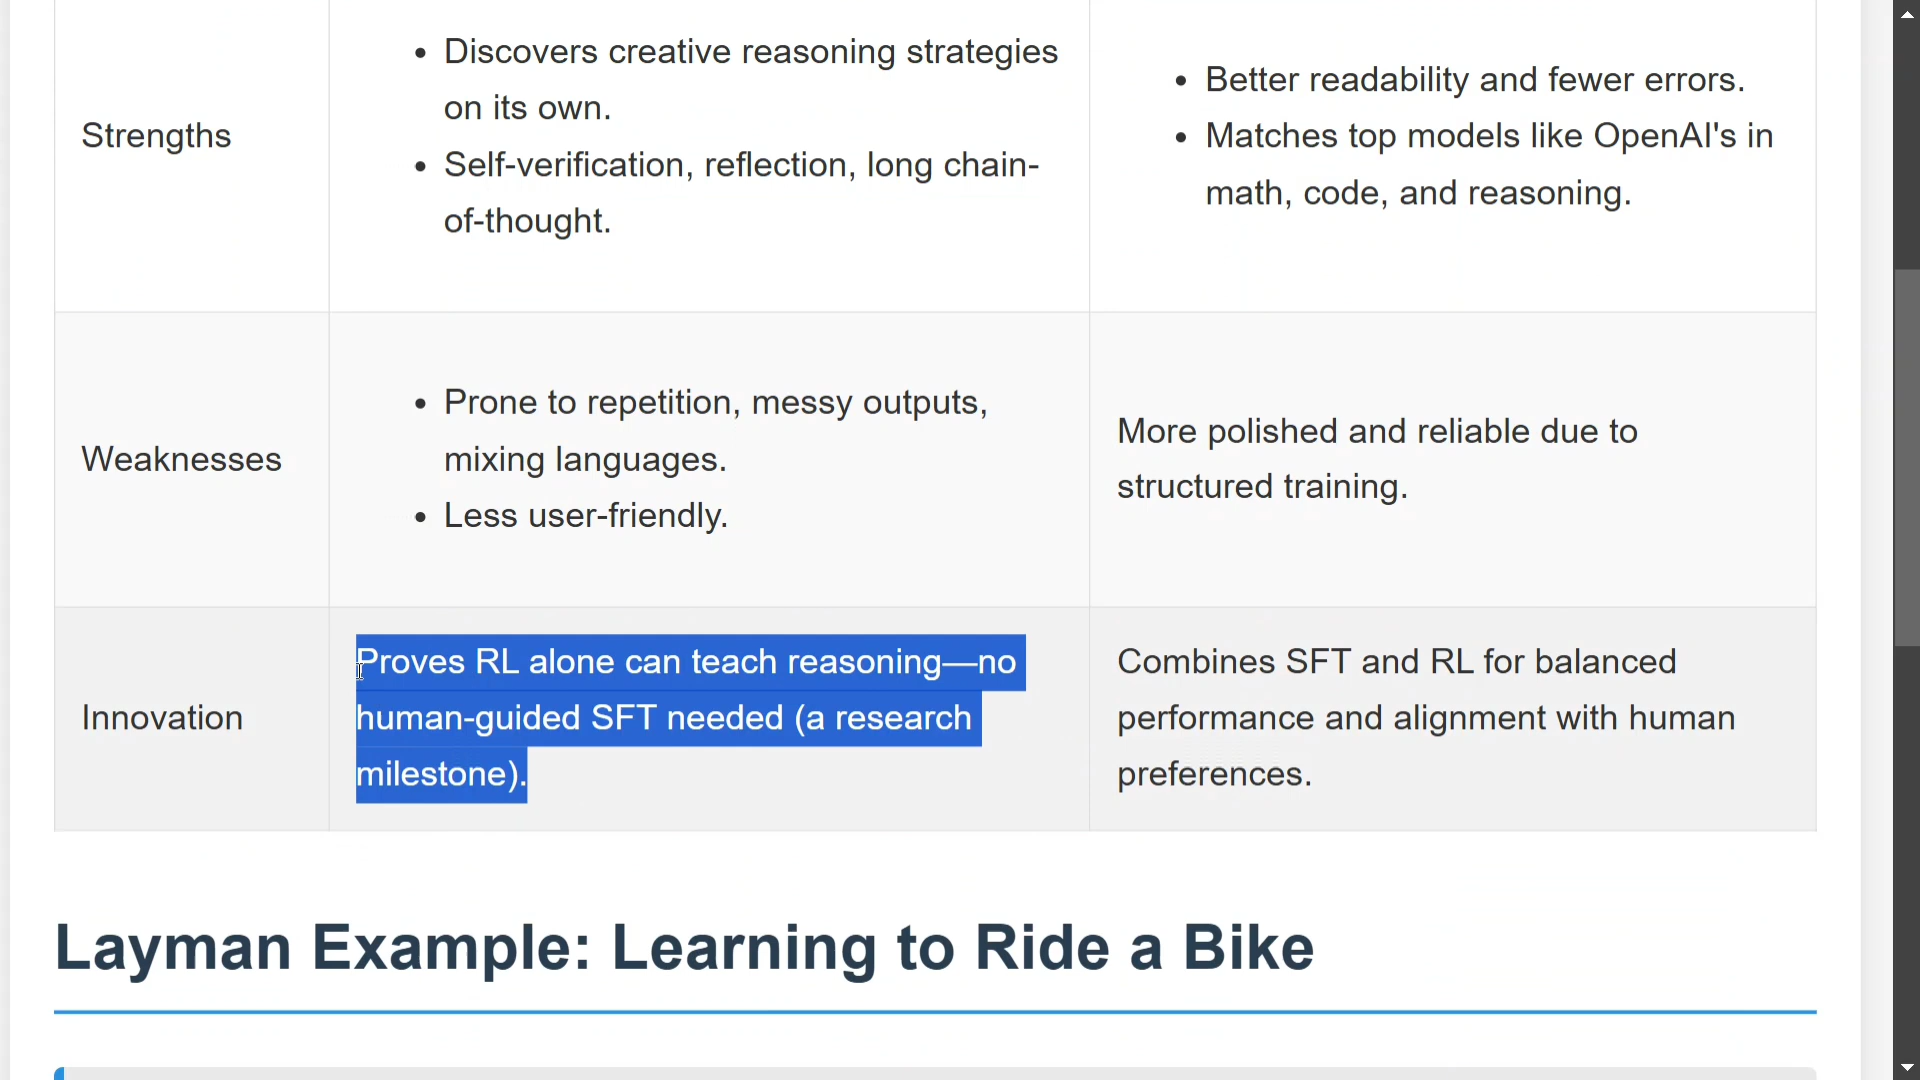 Strengths
• Discovers creative reasoning strategies
on its own.
• Self-verification, reflection, long chain-
of-thought.
• Better readability and fewer errors.
• Matches top models like OpenAI's in
math, code, and reasoning.
Weaknesses
• Prone to repetition, messy outputs,
mixing languages.
• Less user-friendly.
More polished and reliable due to
structured training.
Innovation
Proves RL alone can teach reasoning—no
human-guided SFT needed (a research
milestone).
Combines SFT and RL for balanced
performance and alignment with human
preferences.
Layman Example: Learning to Ride a Bike